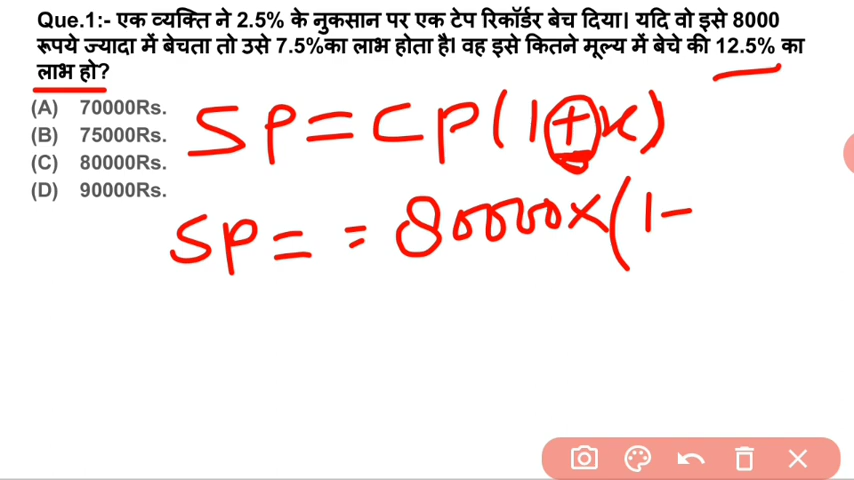 Que.1:- एक व्यक्ति ने 2.5% के नुकसान पर एक टेप रिकॉर्डर बेच दिया। यदि वो इसे 8000
रूपये ज्यादा में बेचता तो उसे 7.5%का लाभ होता है। वह इसे कितने मूल्य में बेचे की 12.5% का
लाभ हो?
(A) 70000Rs.
(B) 75000Rs.
(C) 80000Rs.
(D) 90000Rs.
SP = CP(1+x)
SP = = 80000×(1-